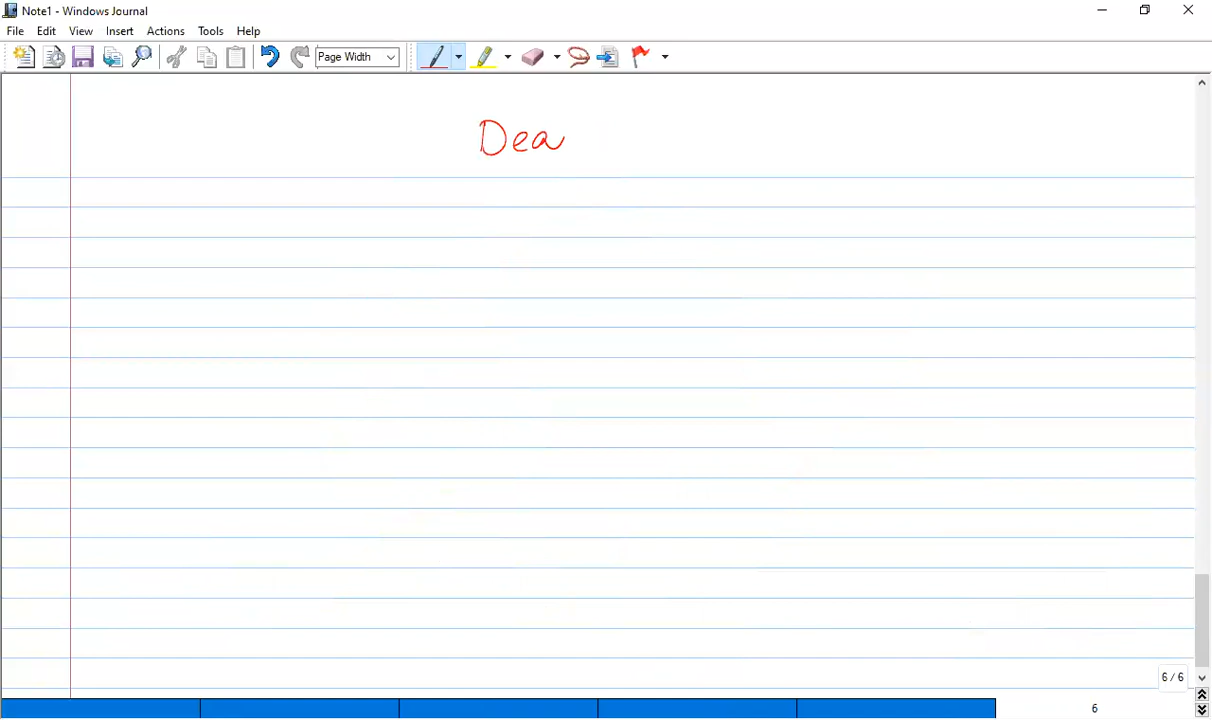 Note1 - Windows Journal
File Edit View Insert Actions Tools Help
Page Width
Dea
6 / 6
6